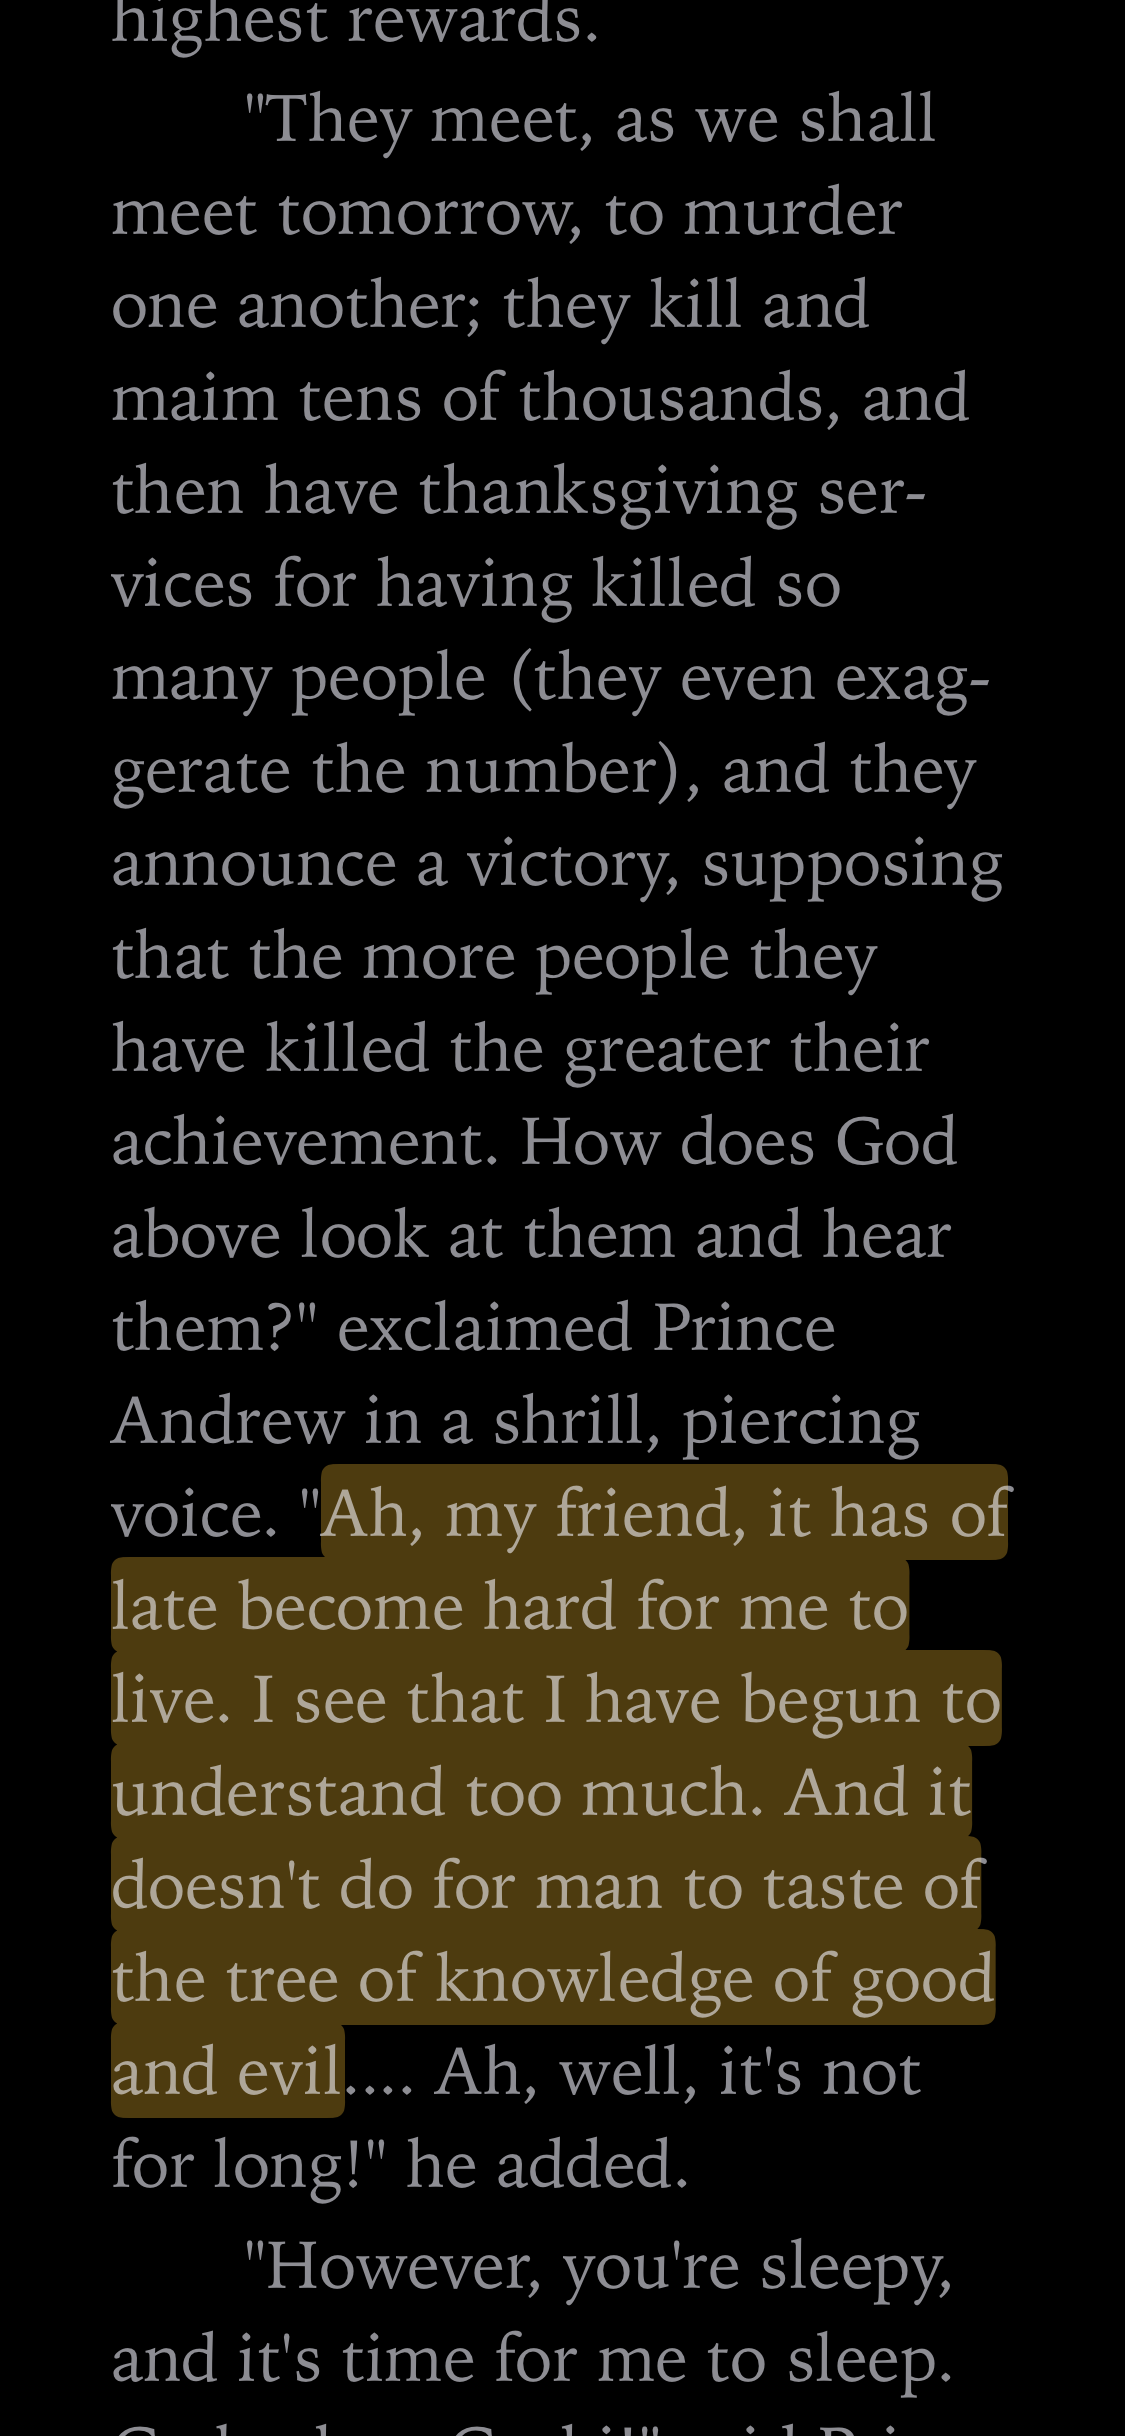 highest rewards.
"They meet, as we shall
meet tomorrow, to murder
one another; they kill and
maim tens of thousands, and
then have thanksgiving ser-
vices for having killed so
many people (they even exag-
gerate the number), and they
announce a victory, supposing
that the more people they
have killed the greater their
achievement. How does God
above look at them and hear
them?" exclaimed Prince
Andrew in a shrill, piercing
voice. "Ah, my friend, it has of
late become hard for me to
live. I see that I have begun to
understand too much. And it
doesn't do for man to taste of
the tree of knowledge of good
and evil.... Ah, well, it's not
for long!" he added.
"However, you're sleepy,
and it's time for me to sleep.